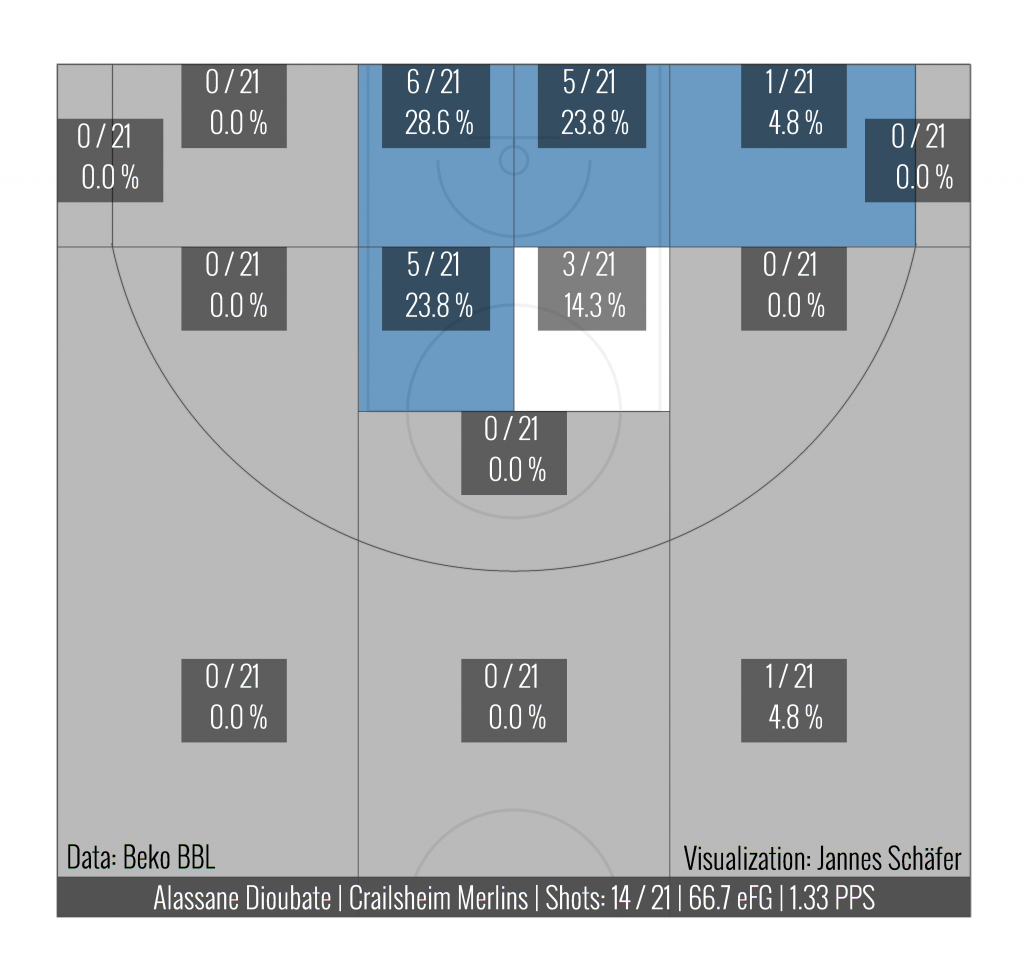 0 / 21
0.0 %
6 / 21
28.6 %
5 / 21
23.8 %
1 / 21
4.8 %
0 / 21
0.0 %
0 / 21
0.0 %
0 / 21
0.0 %
5 / 21
23.8 %
3 / 21
14.3 %
0 / 21
0.0 %
0 / 21
0.0 %
0 / 21
0.0 %
0 / 21
0.0 %
1 / 21
4.8 %
Data: Beko BBL
Visualization: Jannes Schäfer
Alassane Dioubate | Crailsheim Merlins | Shots: 14 / 21 | 66.7 eFG | 1.33 PPS